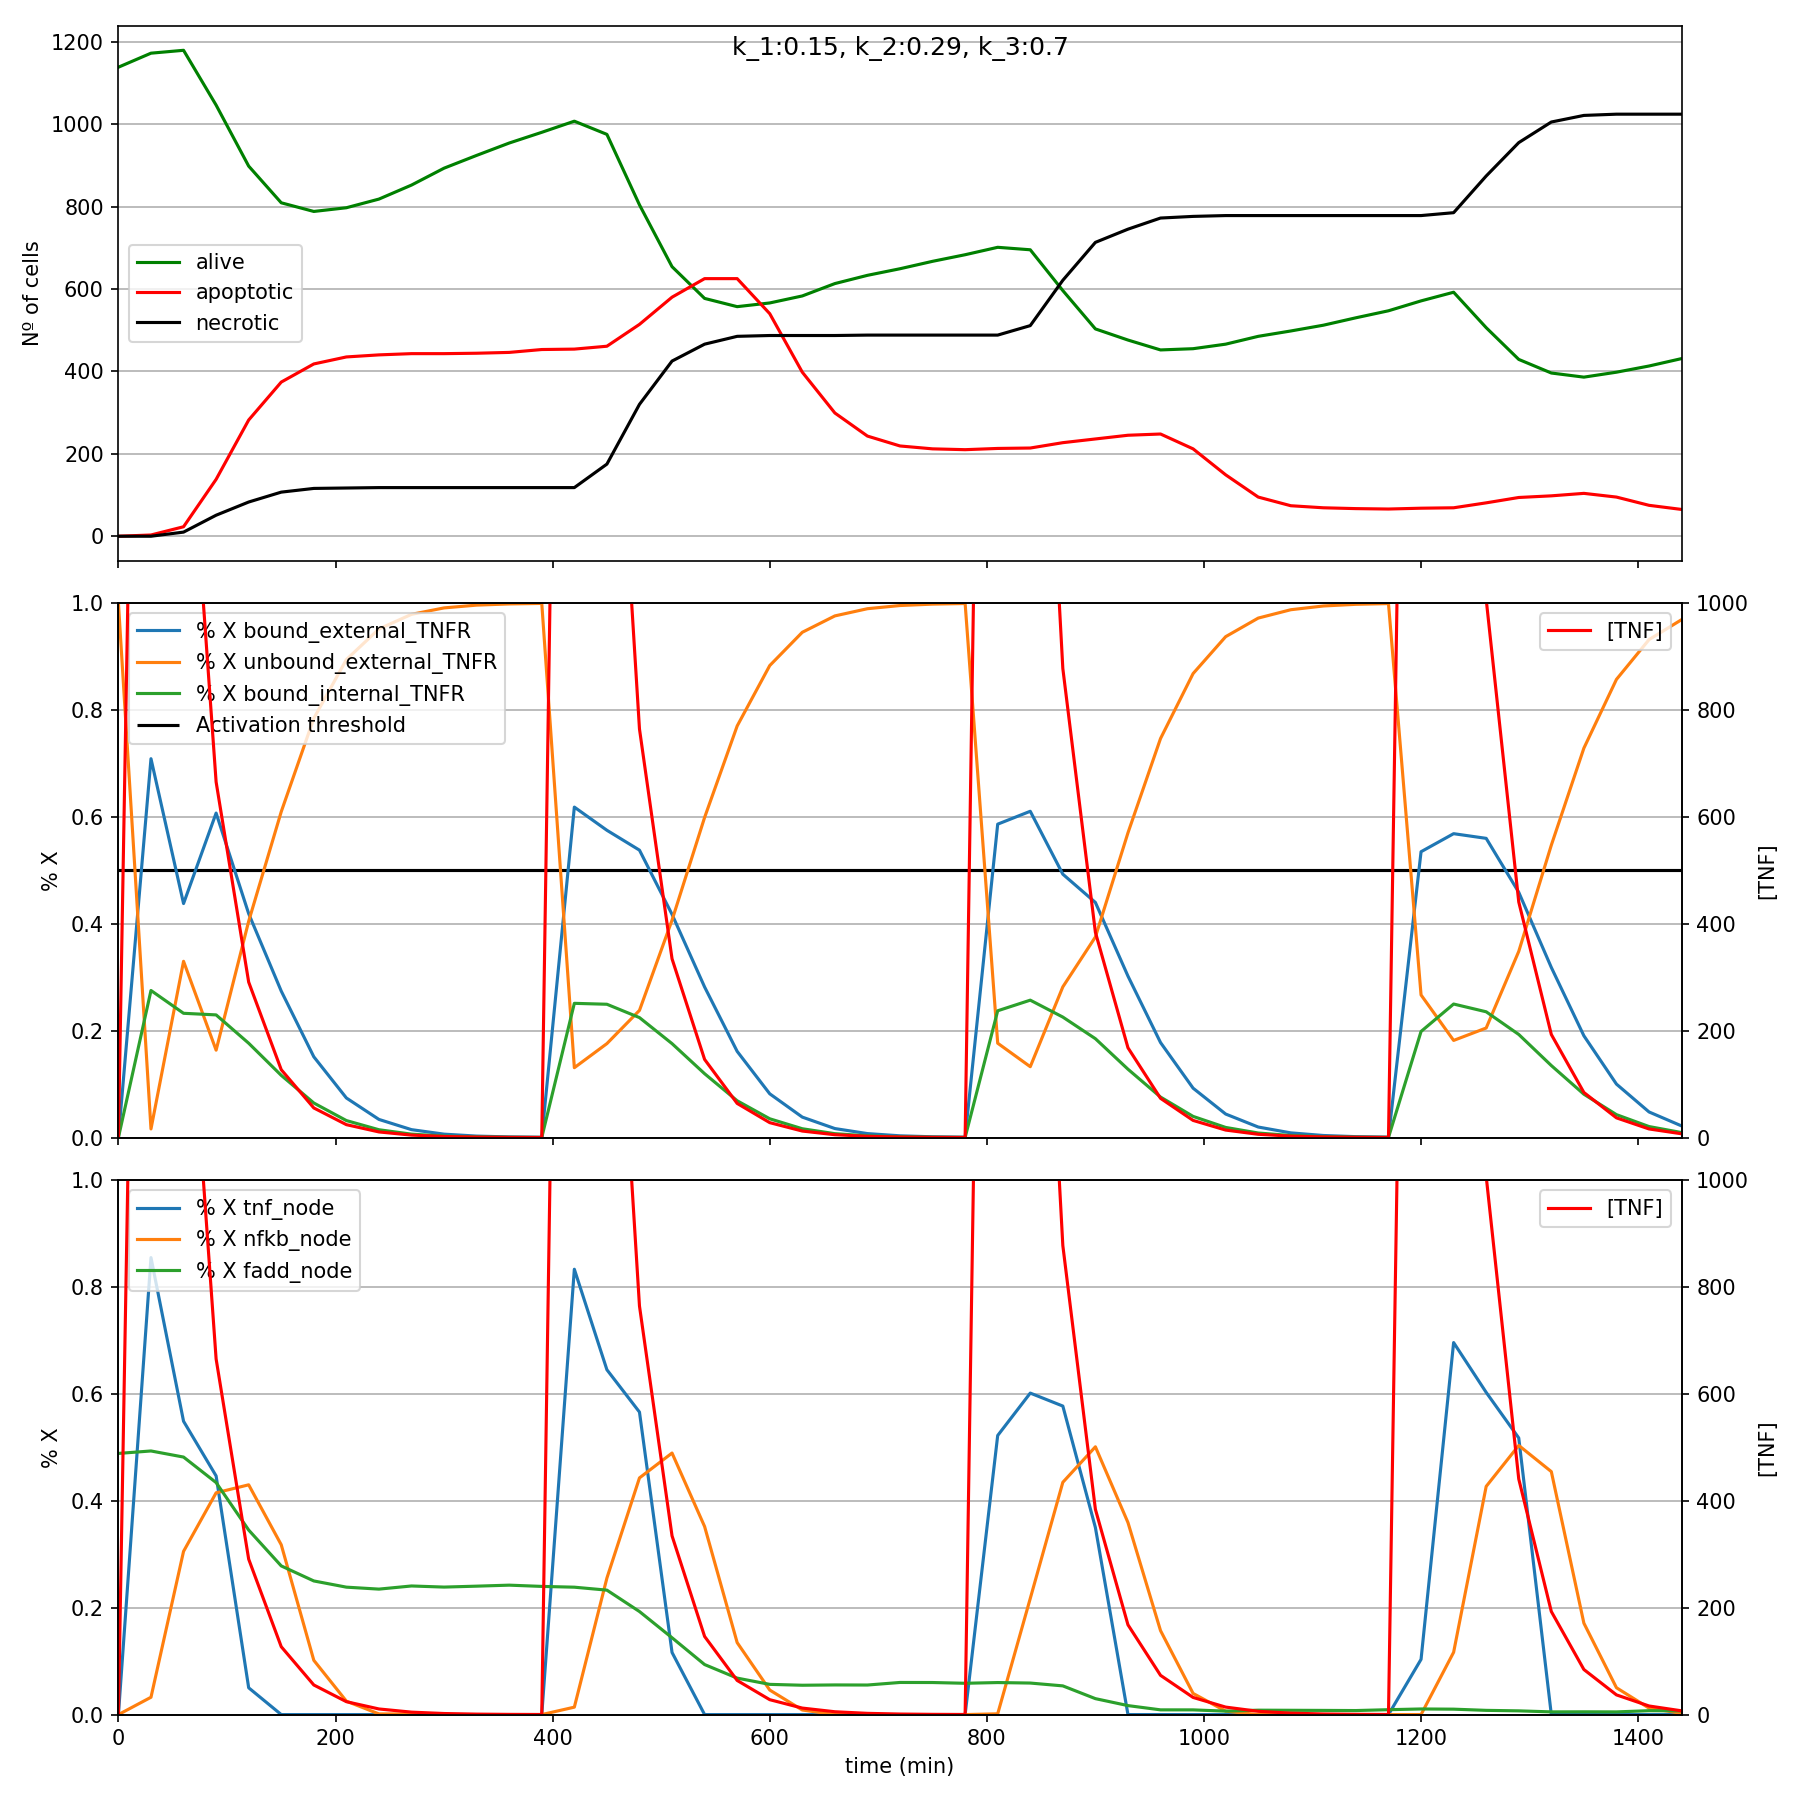 k_1:0.15, k_2:0.29, k_3:0.7
1200
1000
800
600
400
200
0
Nº of cells
alive
apoptotic
necrotic
1.0
0.8
0.6
0.4
0.2
0.0
% X
% X bound_external_TNFR
% X unbound_external_TNFR
% X bound_internal_TNFR
Activation threshold
[TNF]
1000
800
600
400
200
0
[TNF]
1.0
0.8
0.6
0.4
0.2
0.0
% X
% X tnf_node
% X nfkb_node
% X fadd_node
[TNF]
1000
800
600
400
200
0
[TNF]
0 200 400 600 800 1000 1200 1400
time (min)